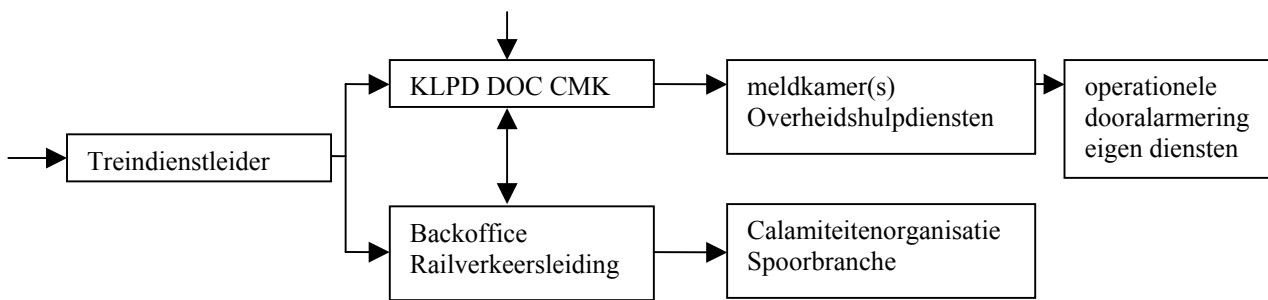 KLPD DOC CMK
meldkamer(s)
Overheidshulpdiensten
operationele
dooralarmering
eigen diensten
Treindienstleider
Backoffice
Railverkeersleiding
Calamiteitenorganisatie
Spoorbranche